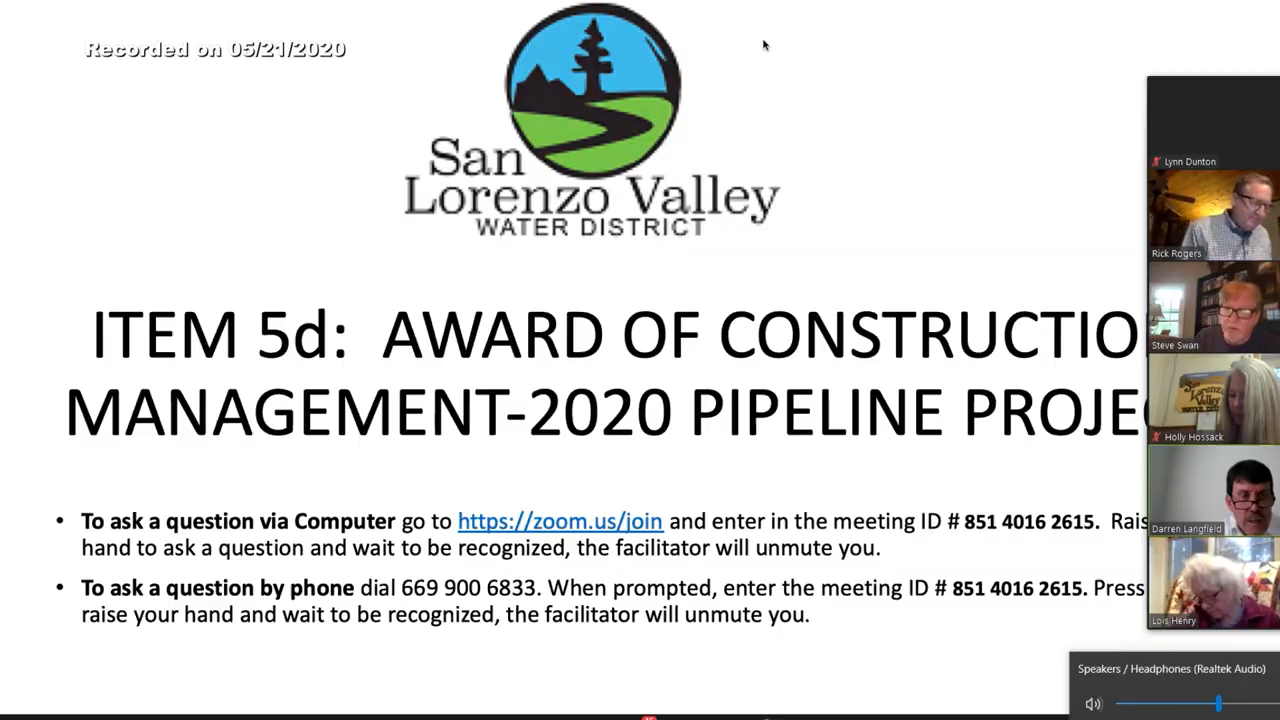 Recorded on 05/21/2020
San
Lorenzo Valley
WATER DISTRICT
ITEM 5d: AWARD OF CONSTRUCTIO
MANAGEMENT-2020 PIPELINE PROJEC
• To ask a question via Computer go to https://zoom.us/join and enter in the meeting ID # 851 4016 2615. Rais
hand to ask a question and wait to be recognized, the facilitator will unmute you.
• To ask a question by phone dial 669 900 6833. When prompted, enter the meeting ID # 851 4016 2615. Press
raise your hand and wait to be recognized, the facilitator will unmute you.
Lynn Dunton
Rick Rogers
Steve Swan
San
Lorenzo
Valley
Holly Hossack
Darren Langfield
Lois Henry
Speakers / Headphones (Realtek Audio)